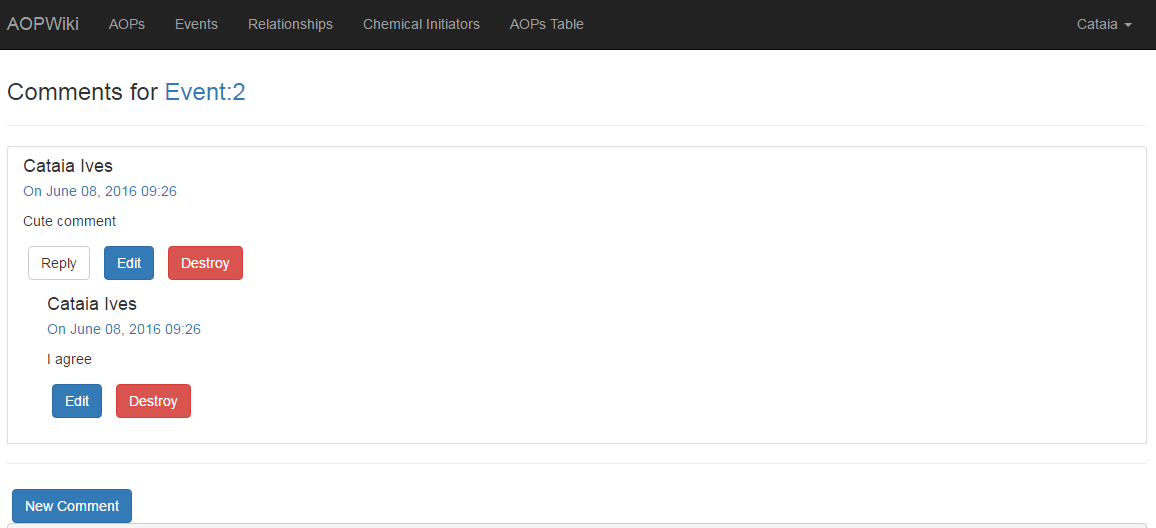 AOPWiki AOPs Events Relationships Chemical Initiators AOPs Table Cataia
Comments for Event:2
Cataia Ives
On June 08, 2016 09:26
Cute comment
Reply Edit Destroy
Cataia Ives
On June 08, 2016 09:26
I agree
Edit Destroy
New Comment